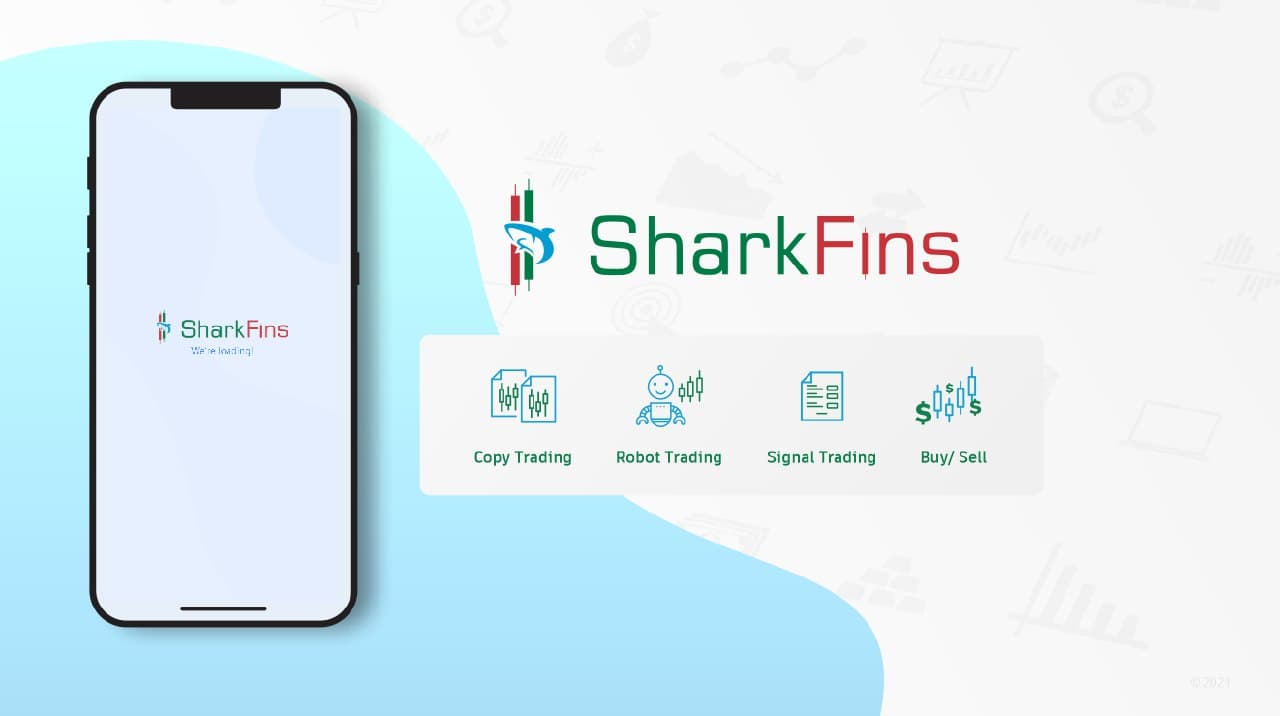 SharkFins
We're loading!
SharkFins
Copy Trading
Robot Trading
Signal Trading
Buy/ Sell
© 2021